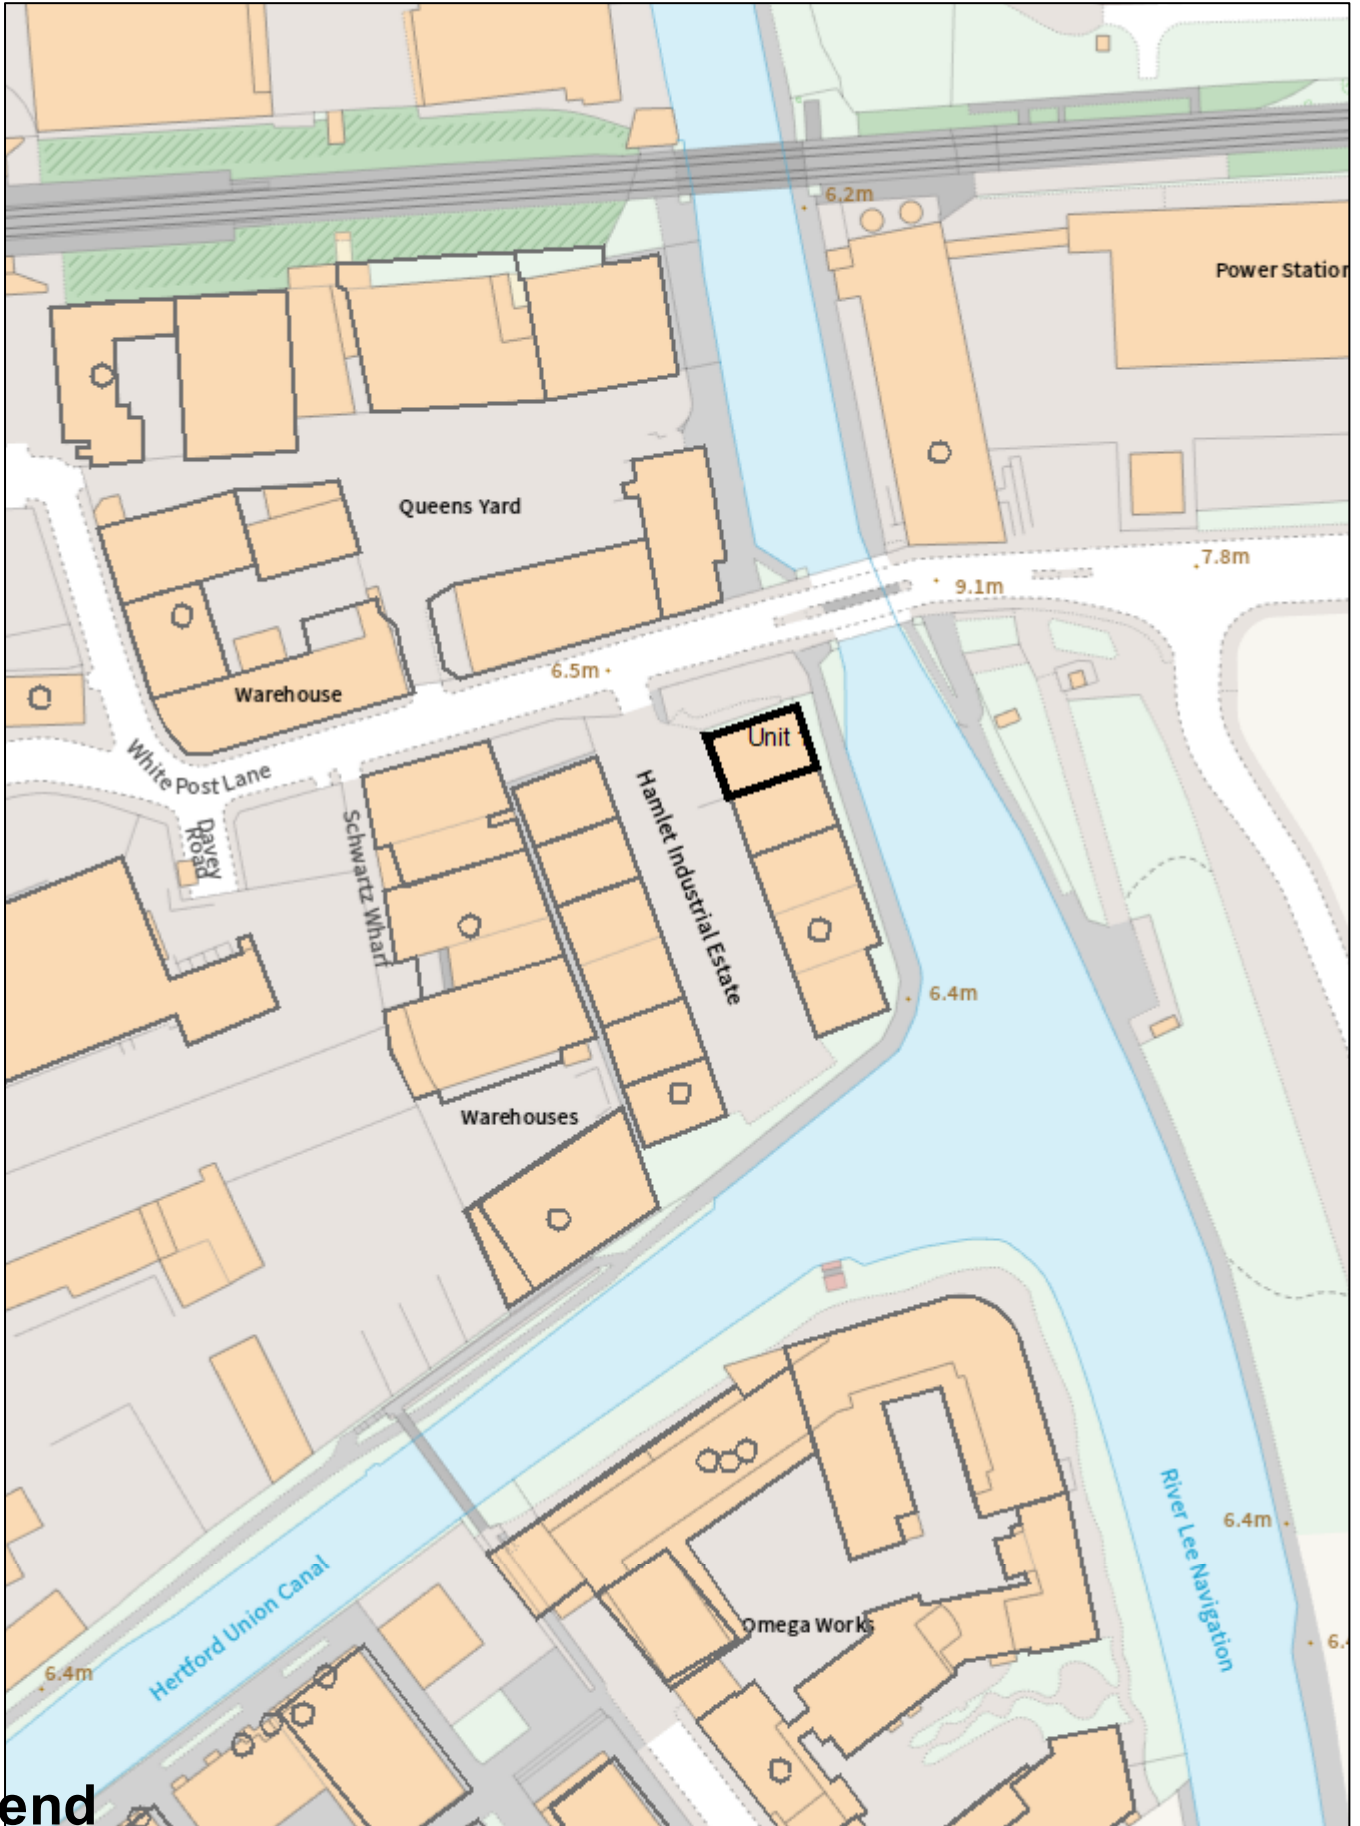 6.2m
Power Station
Queens Yard
7.8m
9.1m
6.5m
Warehouse
Unit
White Post Lane
Davey
Road
Schwartz Wharf
Hamlet Industrial Estate
6.4m
Warehouses
River Lee Navigation
6.4m
Hertford Union Canal
Omega Works
6.
6.4m
end